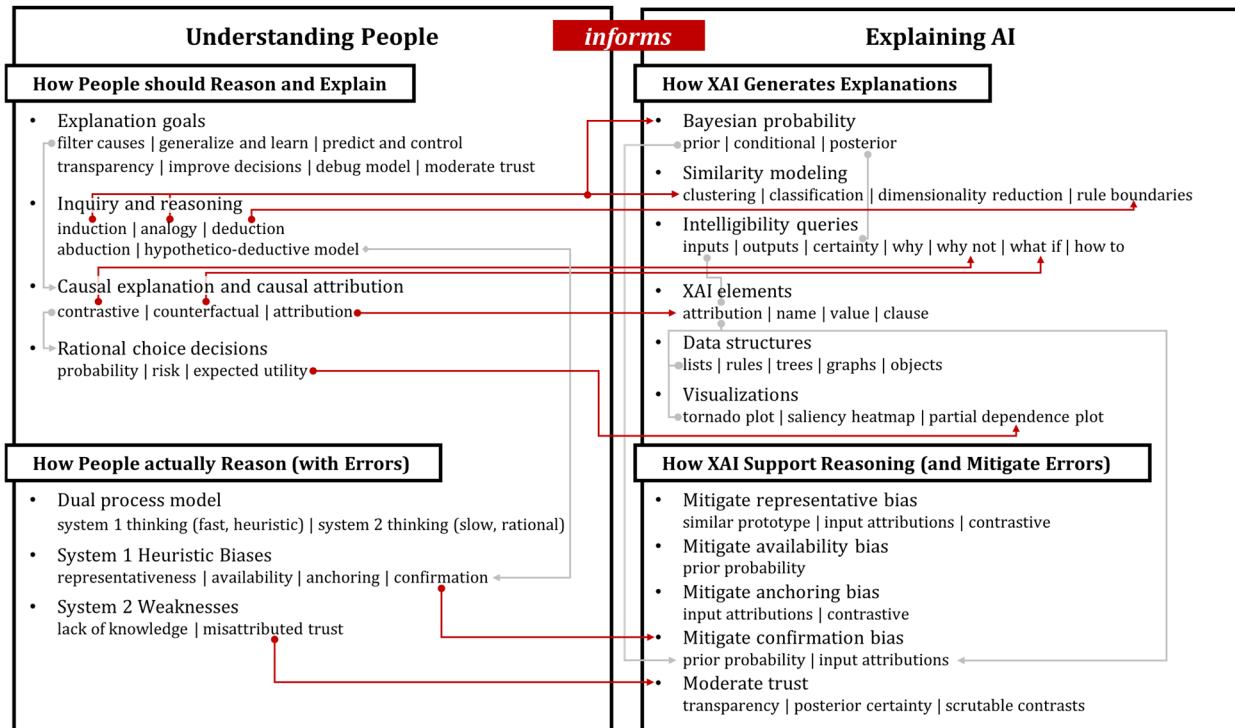 Understanding People
informs
Explaining AI
How People should Reason and Explain
• Explanation goals
filter causes | generalize and learn | predict and control
transparency | improve decisions | debug model | moderate trust
• Inquiry and reasoning
induction | analogy | deduction
abduction | hypothetico-deductive model
• Causal explanation and causal attribution
contrastive | counterfactual | attribution
• Rational choice decisions
probability | risk | expected utility
How People actually Reason (with Errors)
• Dual process model
system 1 thinking (fast, heuristic) | system 2 thinking (slow, rational)
• System 1 Heuristic Biases
representativeness | availability | anchoring | confirmation
• System 2 Weaknesses
lack of knowledge | misattributed trust
How XAI Generates Explanations
• Bayesian probability
prior | conditional | posterior
• Similarity modeling
clustering | classification | dimensionality reduction | rule boundaries
• Intelligibility queries
inputs | outputs | certainty | why | why not | what if | how to
• XAI elements
attribution | name | value | clause
• Data structures
lists | rules | trees | graphs | objects
• Visualizations
tornado plot | saliency heatmap | partial dependence plot
How XAI Support Reasoning (and Mitigate Errors)
• Mitigate representative bias
similar prototype | input attributions | contrastive
• Mitigate availability bias
prior probability
• Mitigate anchoring bias
input attributions | contrastive
• Mitigate confirmation bias
prior probability | input attributions
• Moderate trust
transparency | posterior certainty | scrutable contrasts